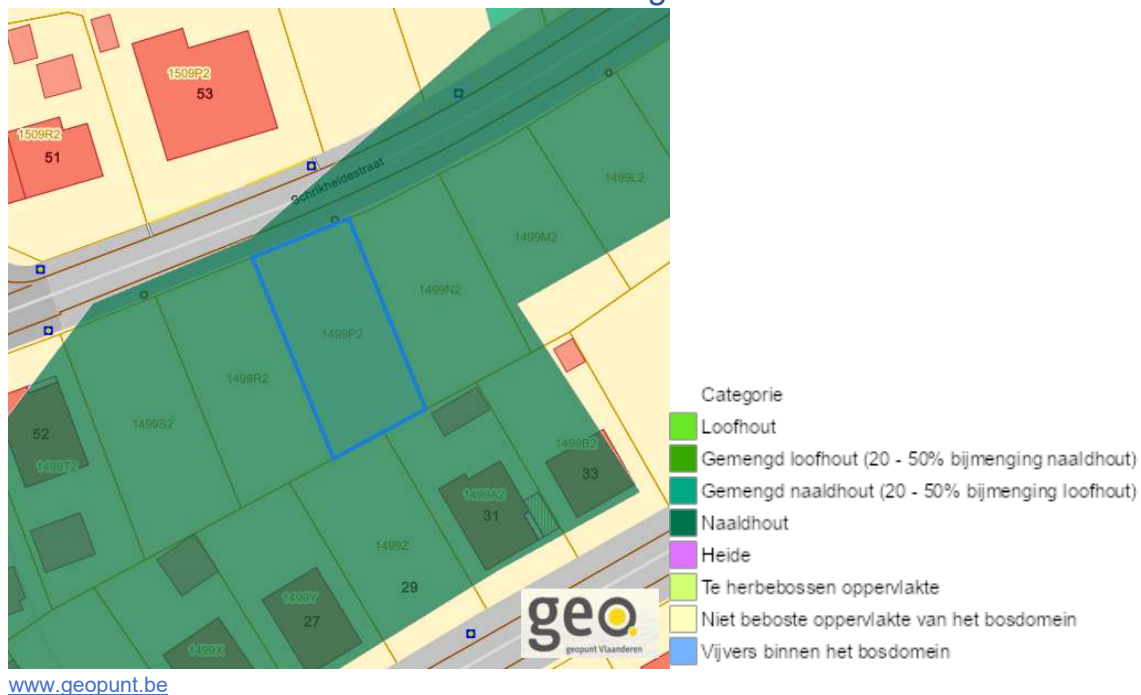 1509P2
53
1509R2
51
Schrikheidestraat
1499L2
1499M2
1499N2
1499P2
1499R2
1499S2
52
1499T2
1499B2
33
1499A2
31
1499Z
29
1499Y
27
1499X
geo.
geopunt Vlaanderen
Categorie
Loofhout
Gemengd loofhout (20 - 50% bijmenging naaldhout)
Gemengd naaldhout (20 - 50% bijmenging loofhout)
Naaldhout
Heide
Te herbebossen oppervlakte
Niet beboste oppervlakte van het bosdomein
Vijvers binnen het bosdomein
www.geopunt.be